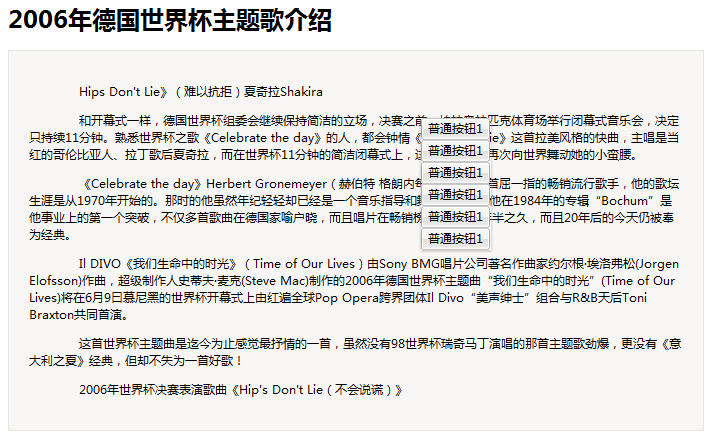 2006年德国世界杯主题歌介绍
Hips Don't Lie》（难以抗拒）夏奇拉Shakira
和开幕式一样，德国世界杯组委会继续保持简洁的立场，决赛之前，匹克体育场举行闭幕式音乐会，决定
只持续11分钟。熟悉世界杯之歌《Celebrate the day》的人，都会钟情《ie》这首拉美风格的快曲，主唱是当
红的哥伦比亚人、拉丁歌后夏奇拉，而在世界杯11分钟的简洁闭幕式上，再次向世界舞动她的小蛮腰。
《Celebrate the day》Herbert Gronemeyer（赫伯特 格朗内 首屈一指的畅销流行歌手，他的歌坛
生涯是从1970年开始的。那时的他虽然年纪轻轻却已经是一个音乐指导和 他在1984年的专辑“Bochum”是
他事业上的第一个突破，不仅多首歌曲在德国家喻户晓，而且唱片在畅销 半之久，而且20年后的今天仍被奉
为经典。
Il DIVO《我们生命中的时光》（Time of Our Lives）由Sony BMG唱片公司著名作曲家约尔根·埃洛弗松(Jorgen
Elofsson)作曲，超级制作人史蒂夫·麦克(Steve Mac)制作的2006年德国世界杯主题曲“我们生命中的时光”(Time of Our
Lives)将在6月9日慕尼黑的世界杯开幕式上由红遍全球Pop Opera跨界团体Il Divo“美声绅士”组合与R&B天后Toni
Braxton共同首演。
这首世界杯主题曲是迄今为止感觉最抒情的一首，虽然没有98世界杯瑞奇马丁演唱的那首主题歌劲爆，更没有《意
大利之夏》经典，但却不失为一首好歌！
2006年世界杯决赛表演歌曲《Hip's Don't Lie（不会说谎）》
普通按钮1
普通按钮1
普通按钮1
普通按钮1
普通按钮1
普通按钮1